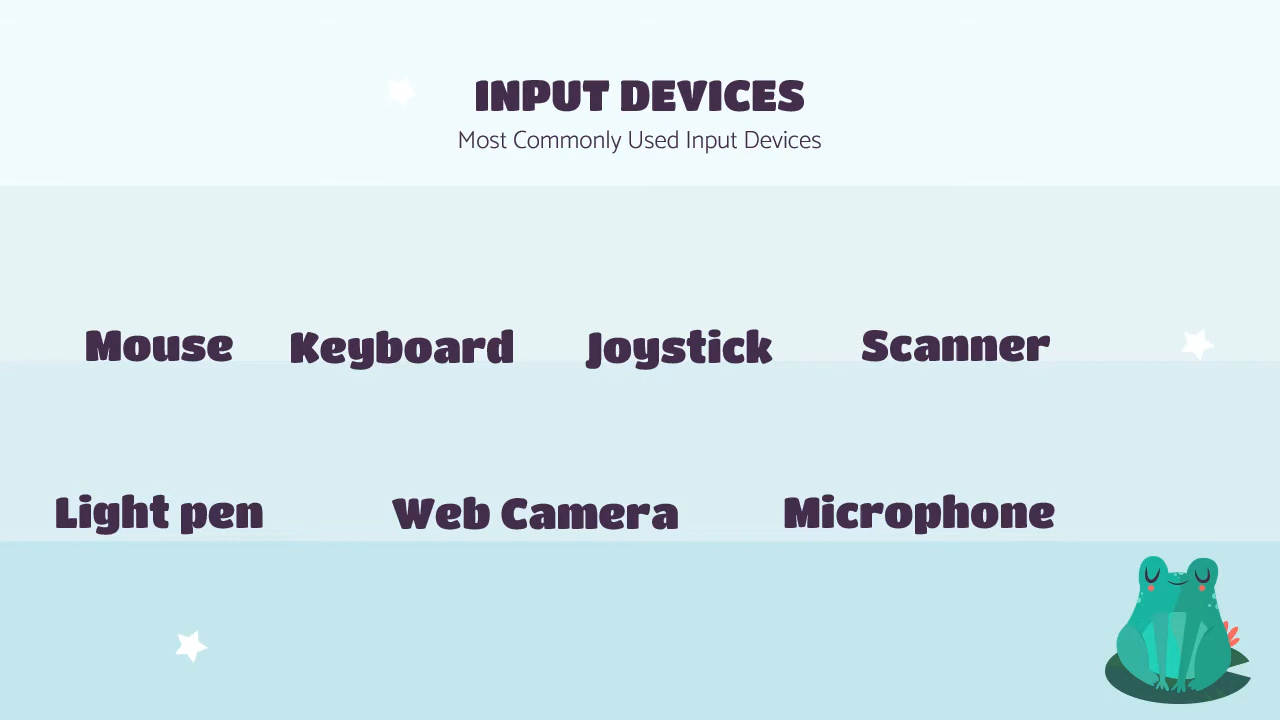 INPUT DEVICES
Most Commonly Used Input Devices
Mouse Keyboard Joystick Scanner
Light pen Web Camera Microphone